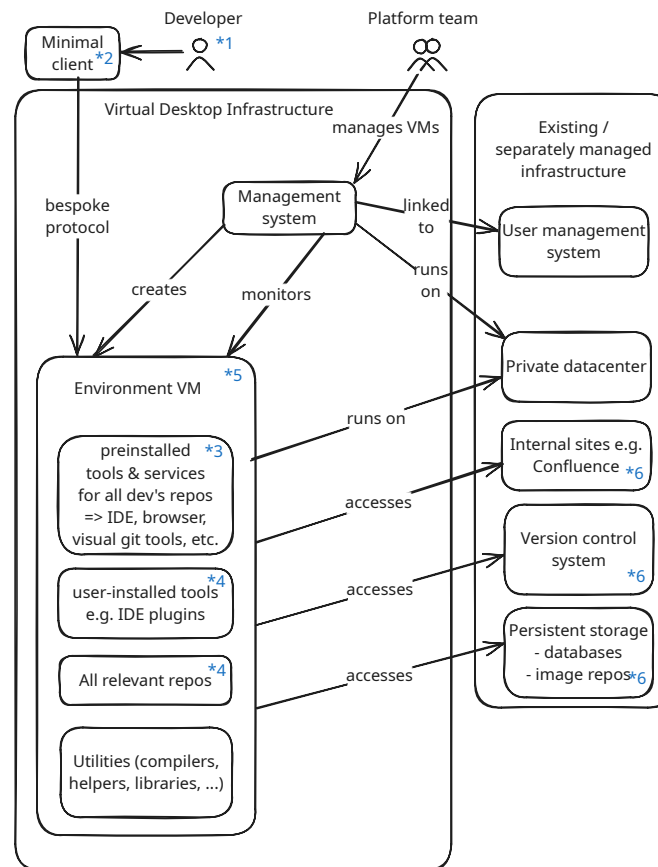 Developer
*1
Platform team
Minimal
client
*2
Virtual Desktop Infrastructure
manages VMs
Existing /
separately managed
infrastructure
Management
system
linked
to
bespoke
protocol
User management
system
runs
on
creates
monitors
Private datacenter
Environment VM
*5
runs on
preinstalled
*3
tools & services
for all dev's repos
=> IDE, browser,
visual git tools, etc.
Internal sites e.g.
Confluence
*6
accesses
Version control
system
*6
user-installed tools
*4
e.g. IDE plugins
accesses
Persistent storage
- databases
- image repos
*6
All relevant repos
*4
accesses
Utilities (compilers,
helpers, libraries, ...)